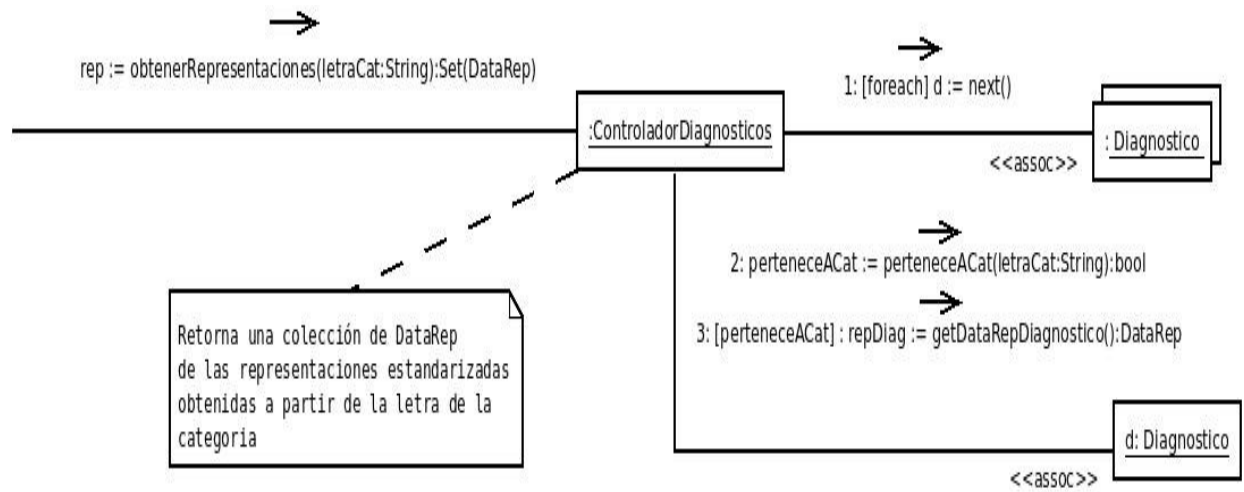 rep := obtenerRepresentaciones(letraCat:String):Set(DataRep)
1: [foreach] d := next()
:ControladorDiagnosticos
: Diagnostico
<<assoc>>
2: perteneceACat := perteneceACat(letraCat:String):bool
3: [perteneceACat] : repDiag := getDataRepDiagnostico():DataRep
Retorna una colección de DataRep
de las representaciones estandarizadas
obtenidas a partir de la letra de la
categoria
d: Diagnostico
<<assoc>>